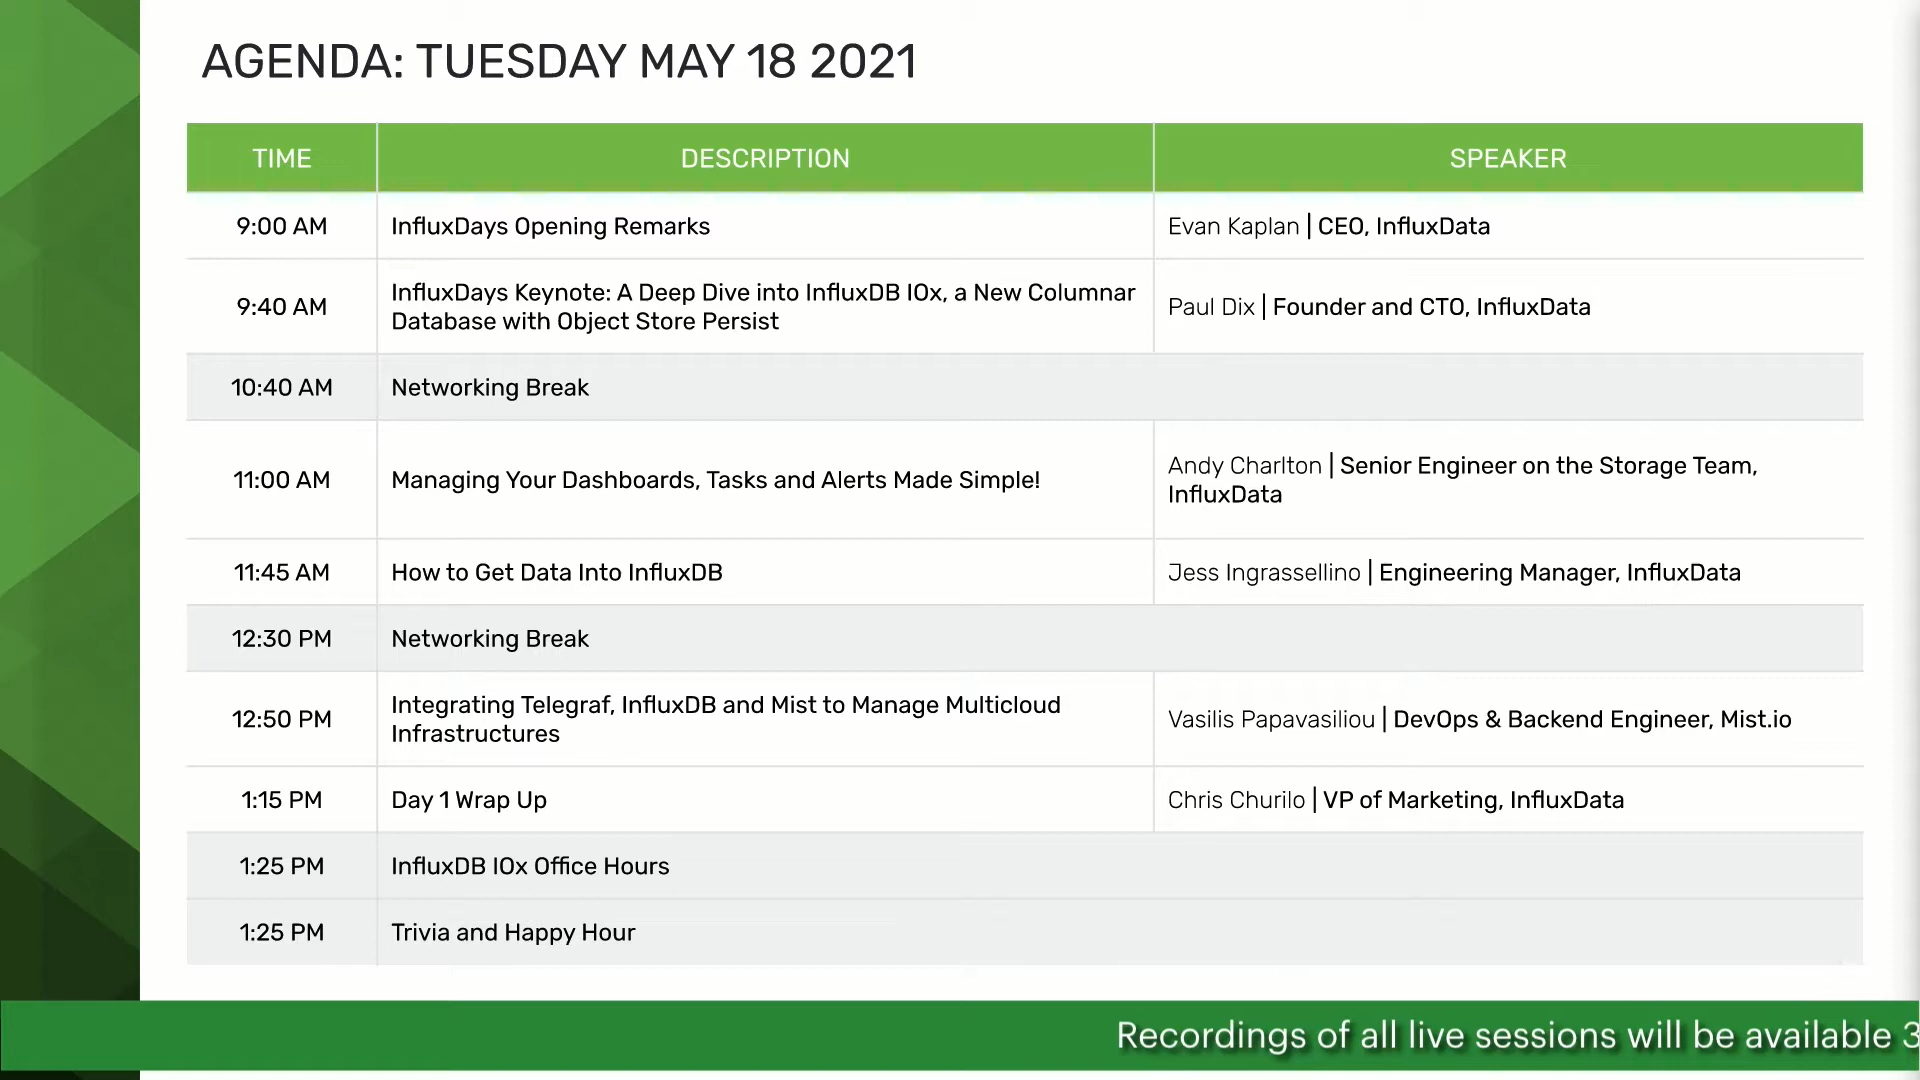 AGENDA: TUESDAY MAY 18 2021
TIME DESCRIPTION SPEAKER
9:00 AM InfluxDays Opening Remarks Evan Kaplan | CEO, InfluxData
9:40 AM InfluxDays Keynote: A Deep Dive into InfluxDB IOx, a New Columnar
Database with Object Store Persist
Paul Dix | Founder and CTO, InfluxData
10:40 AM Networking Break
11:00 AM Managing Your Dashboards, Tasks and Alerts Made Simple!
Andy Charlton | Senior Engineer on the Storage Team,
InfluxData
11:45 AM How to Get Data Into InfluxDB Jess Ingrassellino | Engineering Manager, InfluxData
12:30 PM Networking Break
12:50 PM Integrating Telegraf, InfluxDB and Mist to Manage Multicloud
Infrastructures
Vasilis Papavasiliou | DevOps & Backend Engineer, Mist.io
1:15 PM Day 1 Wrap Up Chris Churilo | VP of Marketing, InfluxData
1:25 PM InfluxDB IOx Office Hours
1:25 PM Trivia and Happy Hour
Recordings of all live sessions will be available 3